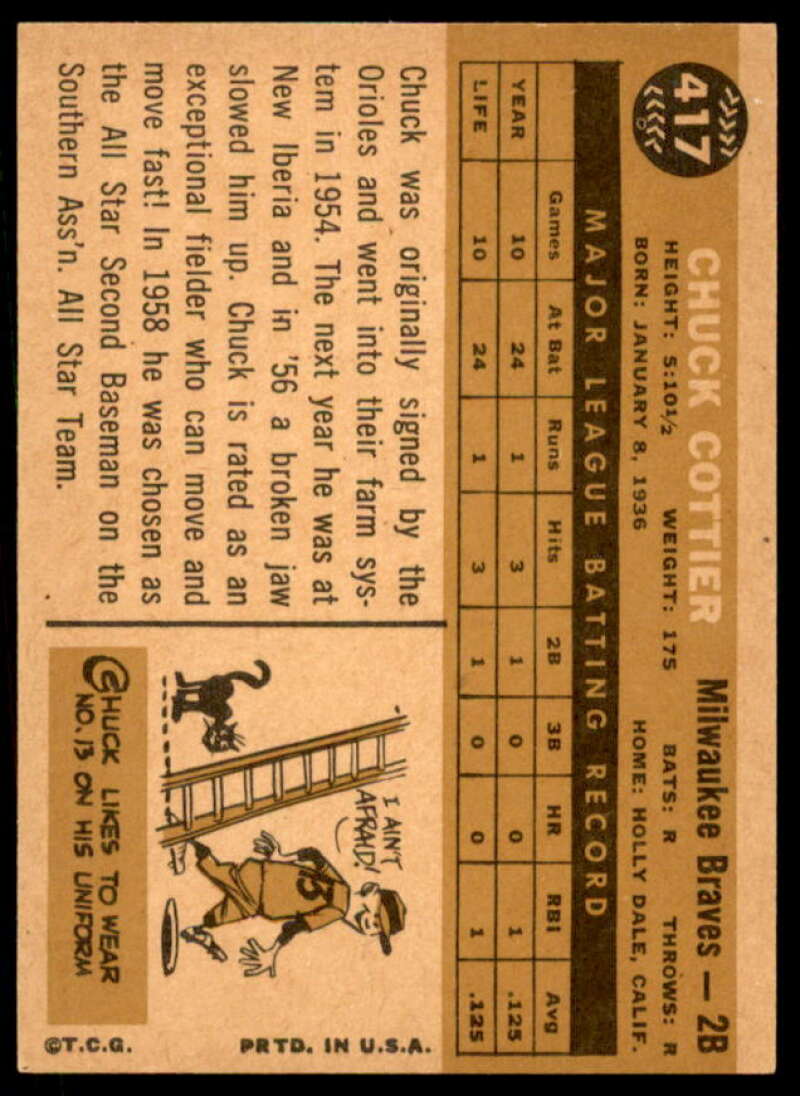 417
CHUCK COTTIER Milwaukee Braves — 2B
HEIGHT: 5:10½ WEIGHT: 175 BATS: R THROWS: R
BORN: JANUARY 8, 1936 HOME: HOLLY DALE, CALIF.
MAJOR LEAGUE BATTING RECORD
Games At Bat Runs Hits 2B 3B HR RBI Avg
YEAR 10 24 1 3 1 0 0 1 .125
LIFE 10 24 1 3 1 0 0 1 .125
Chuck was originally signed by the
Orioles and went into their farm sys-
tem in 1954. The next year he was at
New Iberia and in '56 a broken jaw
slowed him up. Chuck is rated as an
exceptional fielder who can move and
move fast! In 1958 he was chosen as
the All Star Second Baseman on the
Southern Ass'n. All Star Team.
I AIN'T
AFRAID!
13
CHUCK LIKES TO WEAR
NO. 13 ON HIS UNIFORM
©T.C.G. PRTD. IN U.S.A.